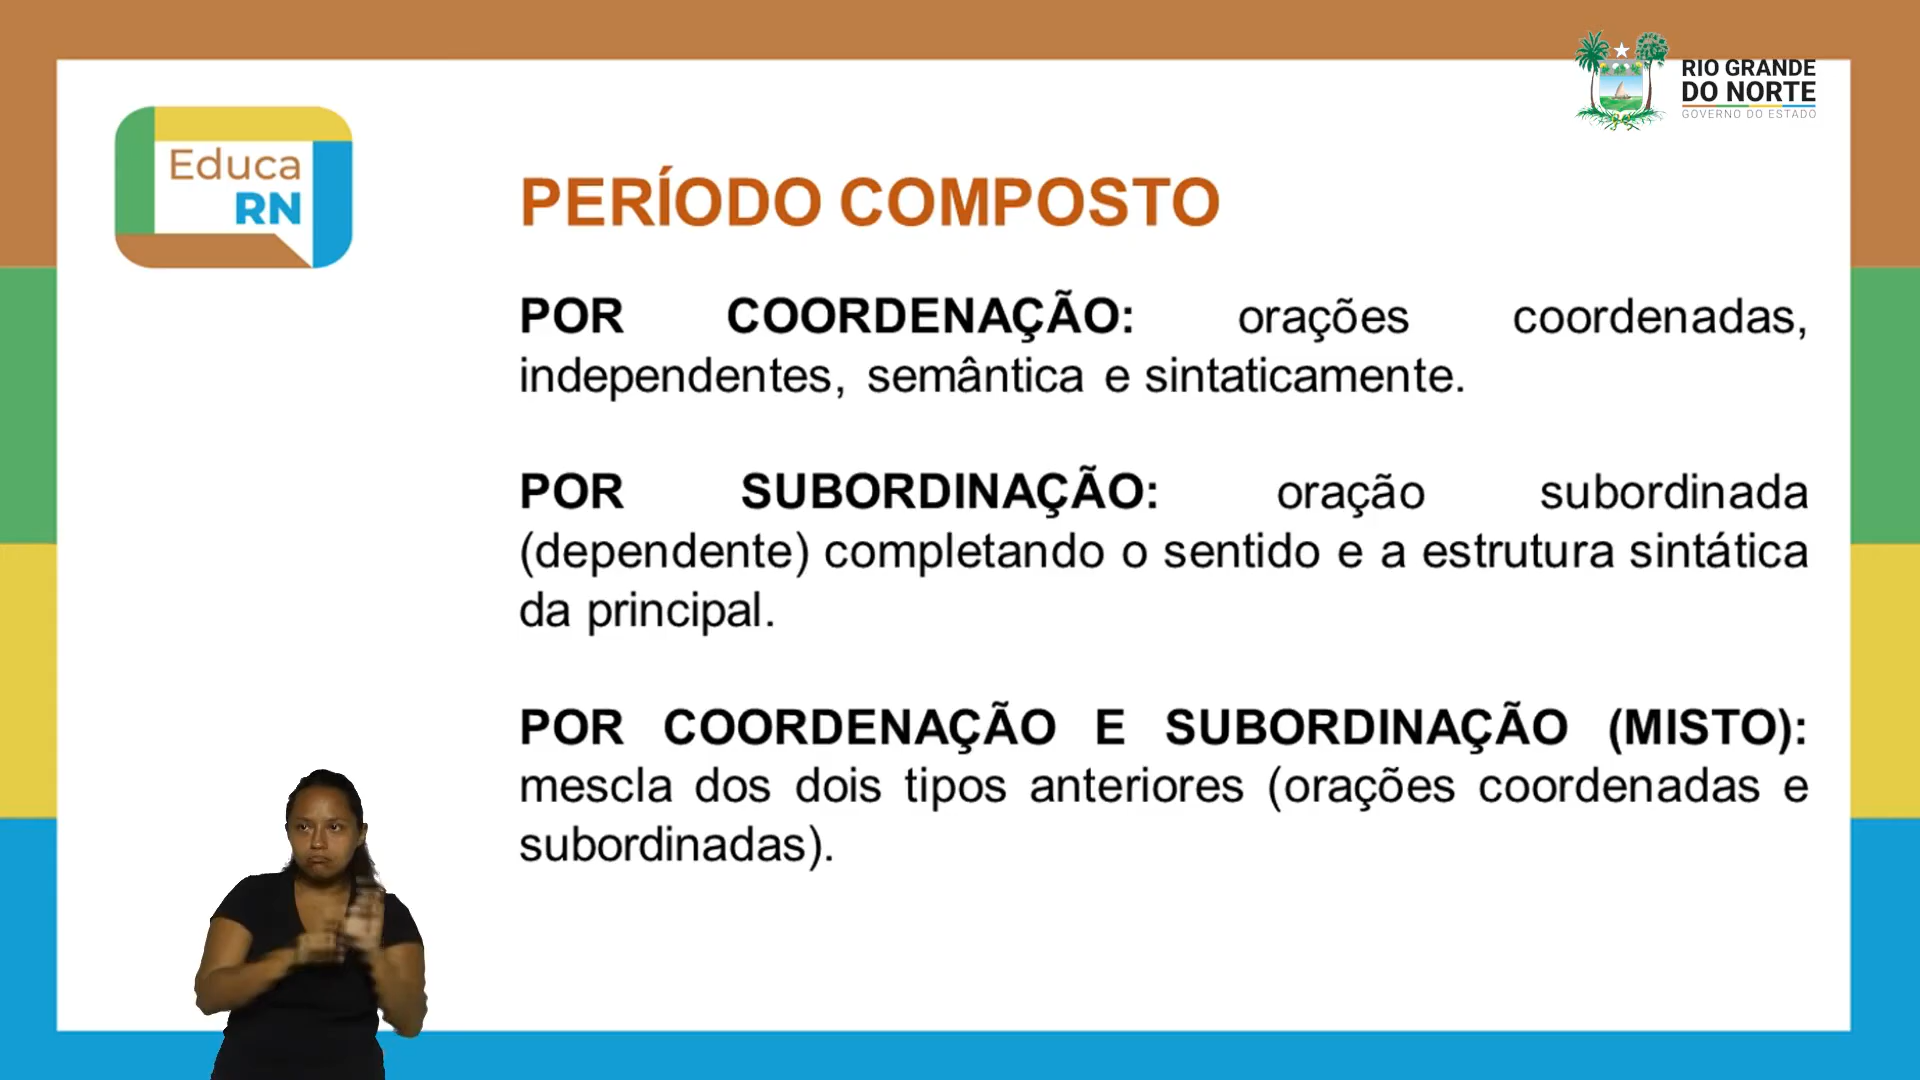 RIO GRANDE
DO NORTE
GOVERNO DO ESTADO
Educa
RN
PERÍODO COMPOSTO
POR COORDENAÇÃO: orações coordenadas,
independentes, semântica e sintaticamente.
POR SUBORDINAÇÃO: oração subordinada
(dependente) completando o sentido e a estrutura sintática
da principal.
POR COORDENAÇÃO E SUBORDINAÇÃO (MISTO):
mescla dos dois tipos anteriores (orações coordenadas e
subordinadas).